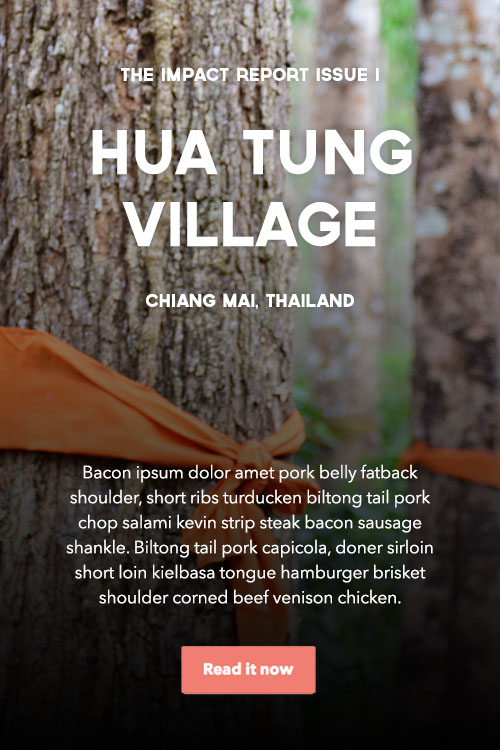 THE IMPACT REPORT ISSUE I
HUA TUNG
VILLAGE
CHIANG MAI, THAILAND
Bacon ipsum dolor amet pork belly fatback
shoulder, short ribs turducken biltong tail pork
chop salami kevin strip steak bacon sausage
shankle. Biltong tail pork capicola, doner sirloin
short loin kielbasa tongue hamburger brisket
shoulder corned beef venison chicken.
Read it now